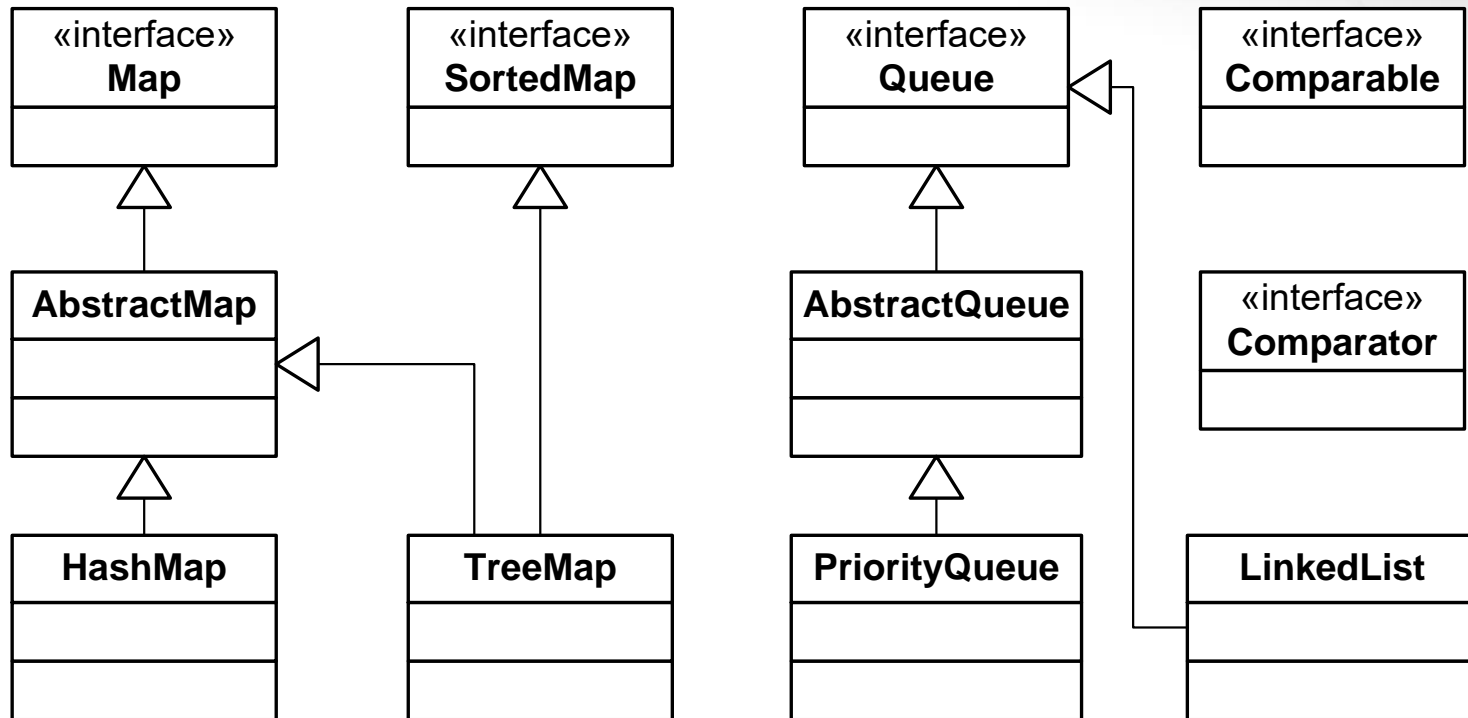 «interface»
Map
«interface»
SortedMap
«interface»
Queue
«interface»
Comparable
AbstractMap
AbstractQueue
«interface»
Comparator
HashMap
TreeMap
PriorityQueue
LinkedList